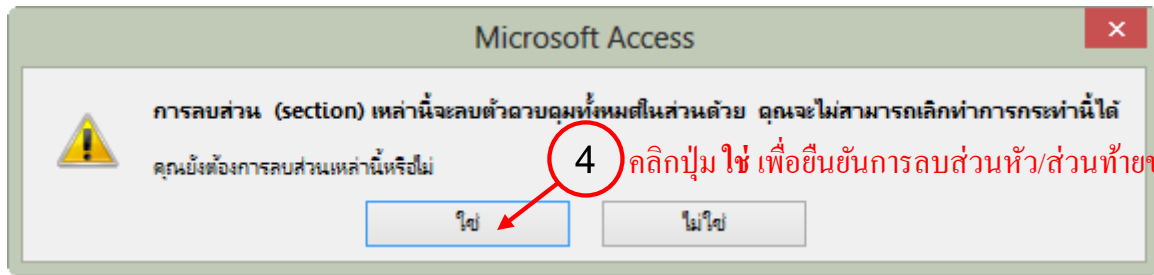 Microsoft Access
การลบส่วน (section) เหล่านี้จะลบตัวควบคุมทั้งหมดในส่วนด้วย คุณจะไม่สามารถเลิกทำการกระทำนี้ได้
คุณยังต้องการลบส่วนเหล่านี้หรือไม่
4 คลิกปุ่ม ใช่ เพื่อยืนยันการลบส่วนหัว/ส่วนท้าย
ใช่ ไม่ใช่